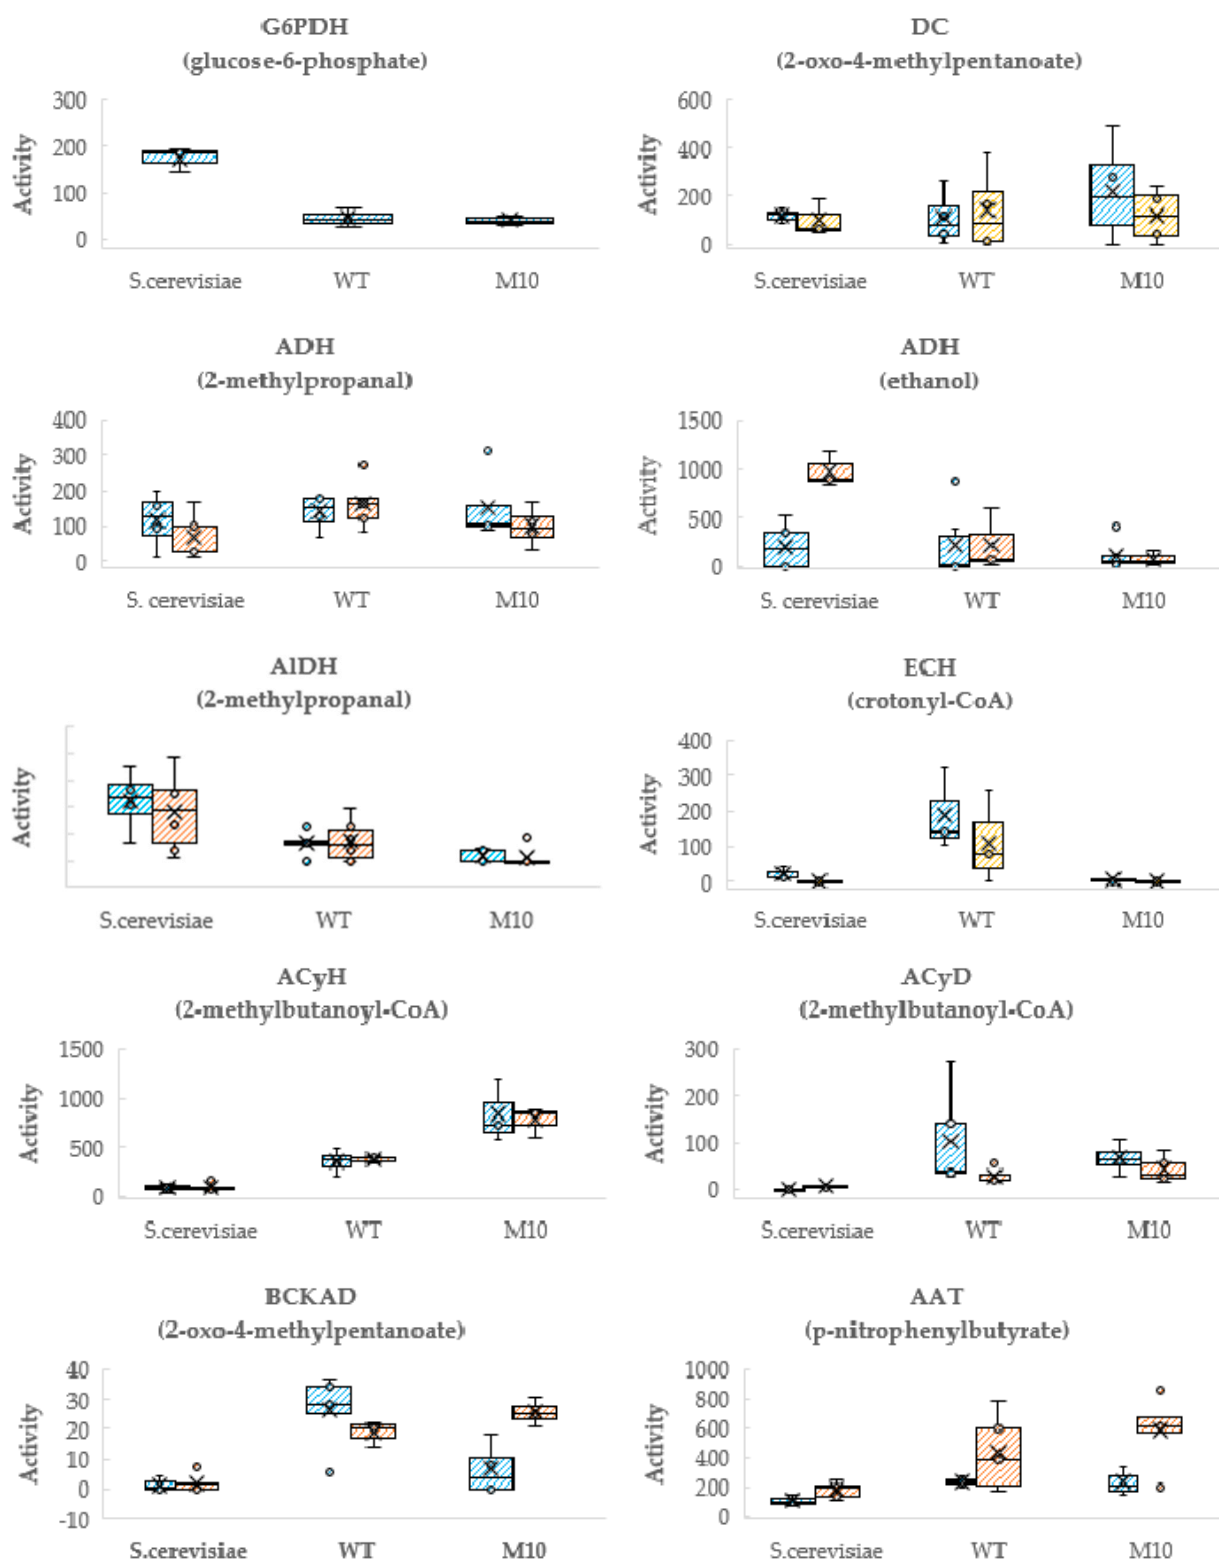 G6PDH
(glucose-6-phosphate)
300
200
100
0
Activity
S.cerevisiae WT M10
DC
(2-oxo-4-methylpentanoate)
600
400
200
0
Activity
S.cerevisiae WT M10
ADH
(2-methylpropanal)
400
300
200
100
0
Activity
S. cerevisiae WT M10
ADH
(ethanol)
1500
1000
500
0
Activity
S. cerevisiae WT M10
AlDH
(2-methylpropanal)
Activity
S.cerevisiae WT M10
ECH
(crotonyl-CoA)
400
300
200
100
0
Activity
S.cerevisiae WT M10
ACyH
(2-methylbutanoyl-CoA)
1500
1000
500
0
Activity
S.cerevisiae WT M10
ACyD
(2-methylbutanoyl-CoA)
300
200
100
0
Activity
S.cerevisiae WT M10
BCKAD
(2-oxo-4-methylpentanoate)
40
30
20
10
0
-10
Activity
S.cerevisiae WT M10
AAT
(p-nitrophenylbutyrate)
1000
800
600
400
200
0
Activity
S.cerevisiae WT M10